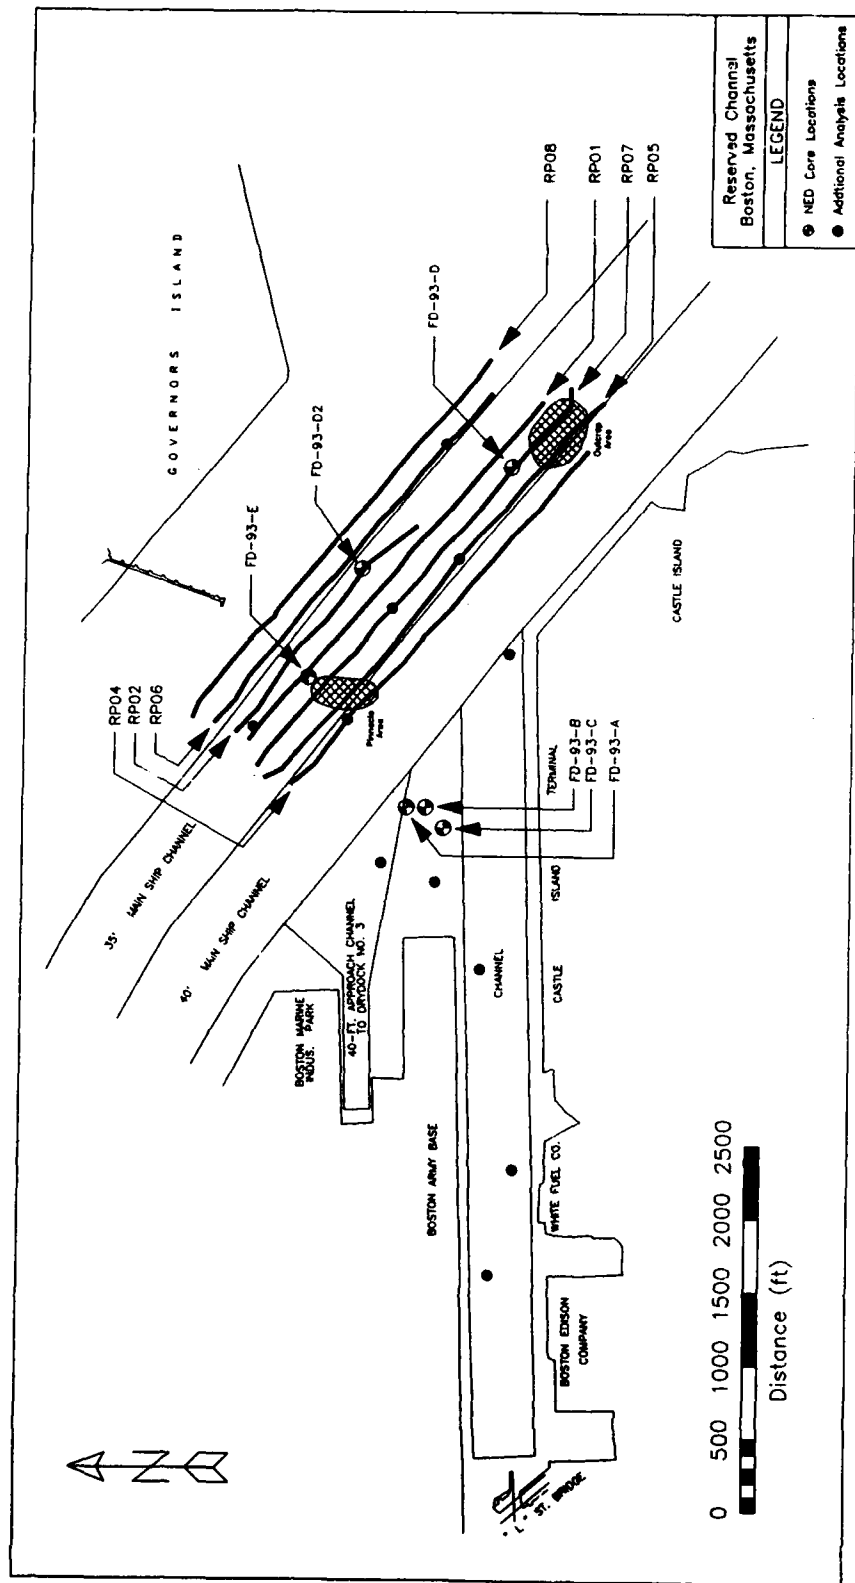 GOVERNORS ISLAND
RP04
RP02
RP06
FD-93-E
FD-93-D2
FD-93-D
RP08
RP01
RP07
RP05
35' MAIN SHIP CHANNEL
40' MAIN SHIP CHANNEL
Pinnacle
Area
Outcrop
Area
BOSTON MARINE
INDUS. PARK
40-FT. APPROACH CHANNEL
TO DRYDOCK NO. 3
BOSTON ARMY BASE
CHANNEL
CASTLE ISLAND TERMINAL
FD-93-B
FD-93-C
FD-93-A
CASTLE ISLAND
WHITE FUEL CO.
BOSTON EDISON
COMPANY
"L" ST. BRIDGE
N
0 500 1000 1500 2000 2500
Distance (ft)
Reserved Channel
Boston, Massachusetts
LEGEND
NED Core Locations
Addtional Analysis Locations